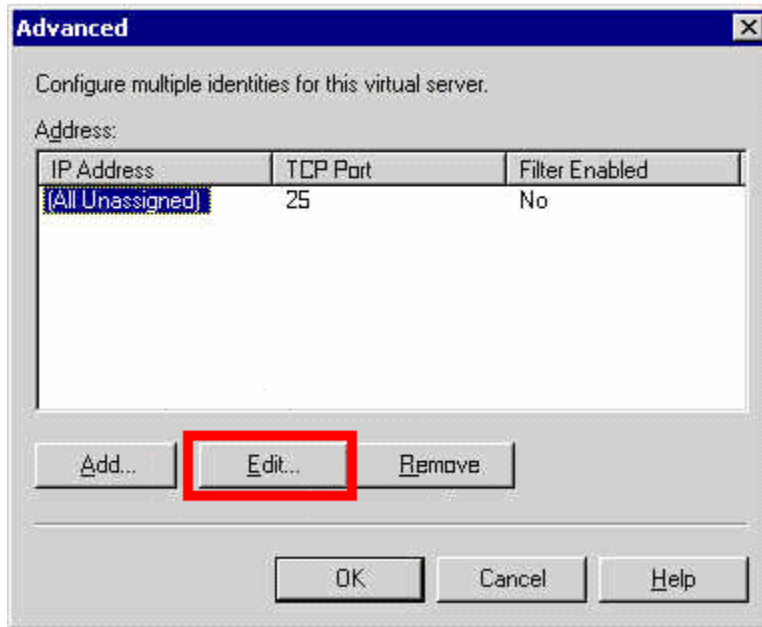 Advanced
Configure multiple identities for this virtual server.
Address:
IP Address TCP Port Filter Enabled
(All Unassigned) 25 No
Add... Edit... Remove
OK Cancel Help